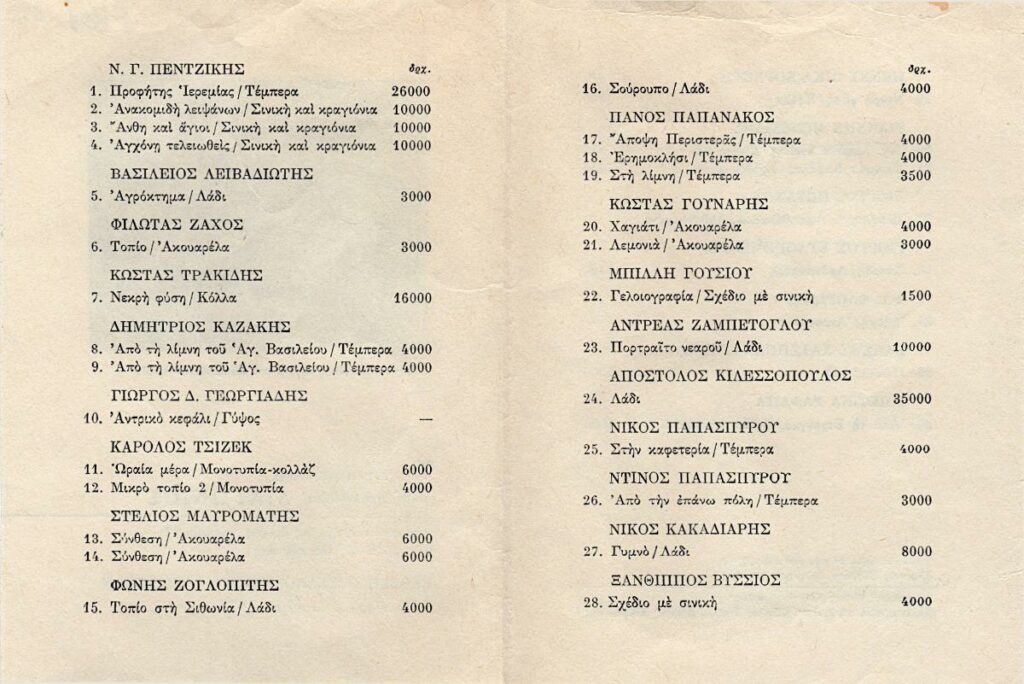 Ν. Γ. ΠΕΝΤΖΙΚΗΣ δρχ.
1. Προφήτης Ἱερεμίας / Τέμπερα 26000
2. Ἀνακομιδὴ λειψάνων / Σινικὴ καὶ κραγιόνια 10000
3. Ἄνθη καὶ ἅγιοι / Σινικὴ καὶ κραγιόνια 10000
4. Ἀγχόνῃ τελειωθεὶς / Σινικὴ καὶ κραγιόνια 10000
ΒΑΣΙΛΕΙΟΣ ΛΕΙΒΑΔΙΩΤΗΣ
5. Ἀγρόκτημα / Λάδι 3000
ΦΙΛΩΤΑΣ ΖΑΧΟΣ
6. Τοπίο / Ἀκουαρέλα 3000
ΚΩΣΤΑΣ ΤΡΑΚΙΔΗΣ
7. Νεκρὴ φύση / Κόλλα 16000
ΔΗΜΗΤΡΙΟΣ ΚΑΖΑΚΗΣ
8. Ἀπὸ τὴ λίμνη τοῦ Ἁγ. Βασιλείου / Τέμπερα 4000
9. Ἀπὸ τὴ λίμνη τοῦ Ἁγ. Βασιλείου / Τέμπερα 4000
ΓΙΩΡΓΟΣ Δ. ΓΕΩΡΓΙΑΔΗΣ
10. Ἀντρικὸ κεφάλι / Γύψος —
ΚΑΡΟΛΟΣ ΤΣΙΖΕΚ
11. Ὡραία μέρα / Μονοτυπία-κολλὰζ 6000
12. Μικρὸ τοπίο 2 / Μονοτυπία 4000
ΣΤΕΛΙΟΣ ΜΑΥΡΟΜΑΤΗΣ
13. Σύνθεση / Ἀκουαρέλα 6000
14. Σύνθεση / Ἀκουαρέλα 6000
ΦΩΝΗΣ ΖΟΓΛΟΠΙΤΗΣ
15. Τοπίο στὴ Σιθωνία / Λάδι 4000
δρχ.
16. Σούρουπο / Λάδι 4000
ΠΑΝΟΣ ΠΑΠΑΝΑΚΟΣ
17. Ἄποψη Περιστερᾶς / Τέμπερα 4000
18. Ἐρημοκλήσι / Τέμπερα 4000
19. Στὴ λίμνη / Τέμπερα 3500
ΚΩΣΤΑΣ ΓΟΥΝΑΡΗΣ
20. Χαγιάτι / Ἀκουαρέλα 4000
21. Λεμονιὰ / Ἀκουαρέλα 3000
ΜΠΙΛΛΗ ΓΟΥΣΙΟΥ
22. Γελοιογραφία / Σχέδιο μὲ σινικὴ 1500
ΑΝΤΡΕΑΣ ΖΑΜΠΕΤΟΓΛΟΥ
23. Πορτραῖτο νεαροῦ / Λάδι 10000
ΑΠΟΣΤΟΛΟΣ ΚΙΛΕΣΣΟΠΟΥΛΟΣ
24. Λάδι 35000
ΝΙΚΟΣ ΠΑΠΑΣΠΥΡΟΥ
25. Στὴν καφετερία / Τέμπερα 4000
ΝΤΙΝΟΣ ΠΑΠΑΣΠΥΡΟΥ
26. Ἀπὸ τὴν ἐπάνω πόλη / Τέμπερα 3000
ΝΙΚΟΣ ΚΑΚΑΔΙΑΡΗΣ
27. Γυμνὸ / Λάδι 8000
ΞΑΝΘΙΠΠΟΣ ΒΥΣΣΙΟΣ
28. Σχέδιο μὲ σινικὴ 4000